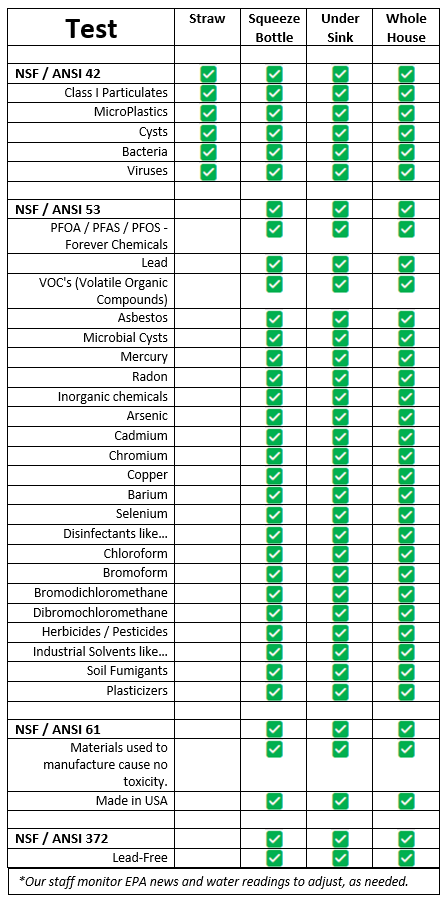 Test Straw Squeeze Bottle Under Sink Whole House
NSF / ANSI 42
Class I Particulates
MicroPlastics
Cysts
Bacteria
Viruses
NSF / ANSI 53
PFOA / PFAS / PFOS -
Forever Chemicals
Lead
VOC's (Volatile Organic
Compounds)
Asbestos
Microbial Cysts
Mercury
Radon
Inorganic chemicals
Arsenic
Cadmium
Chromium
Copper
Barium
Selenium
Disinfectants like...
Chloroform
Bromoform
Bromodichloromethane
Dibromochloromethane
Herbicides / Pesticides
Industrial Solvents like...
Soil Fumigants
Plasticizers
NSF / ANSI 61
Materials used to
manufacture cause no
toxicity.
Made in USA
NSF / ANSI 372
Lead-Free
*Our staff monitor EPA news and water readings to adjust, as needed.